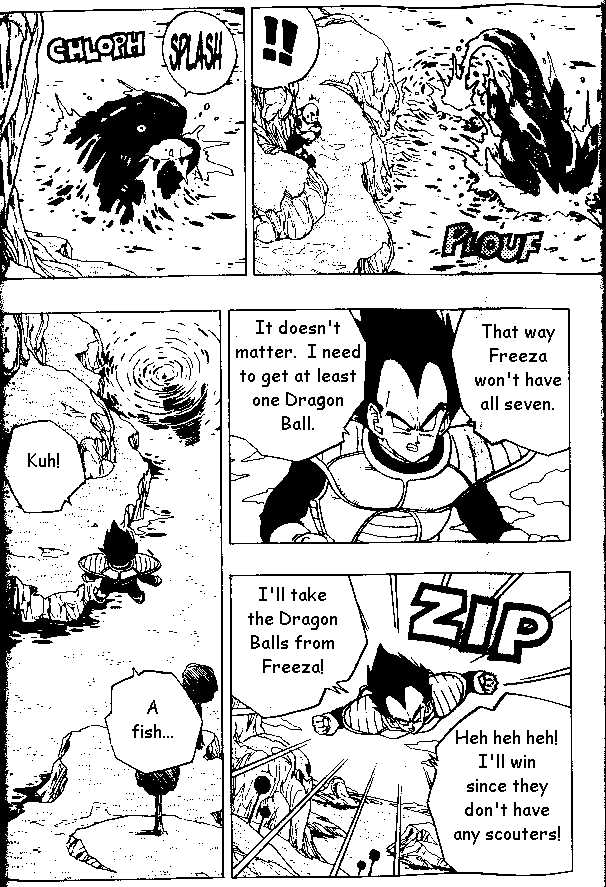 CHLOPH
SPLASH
!!
PLOUF
Kuh!
A
fish...
It doesn't
matter. I need
to get at least
one Dragon
Ball.
That way
Freeza
won't have
all seven.
I'll take
the Dragon
Balls from
Freeza!
ZIP
Heh heh heh!
I'll win
since they
don't have
any scouters!